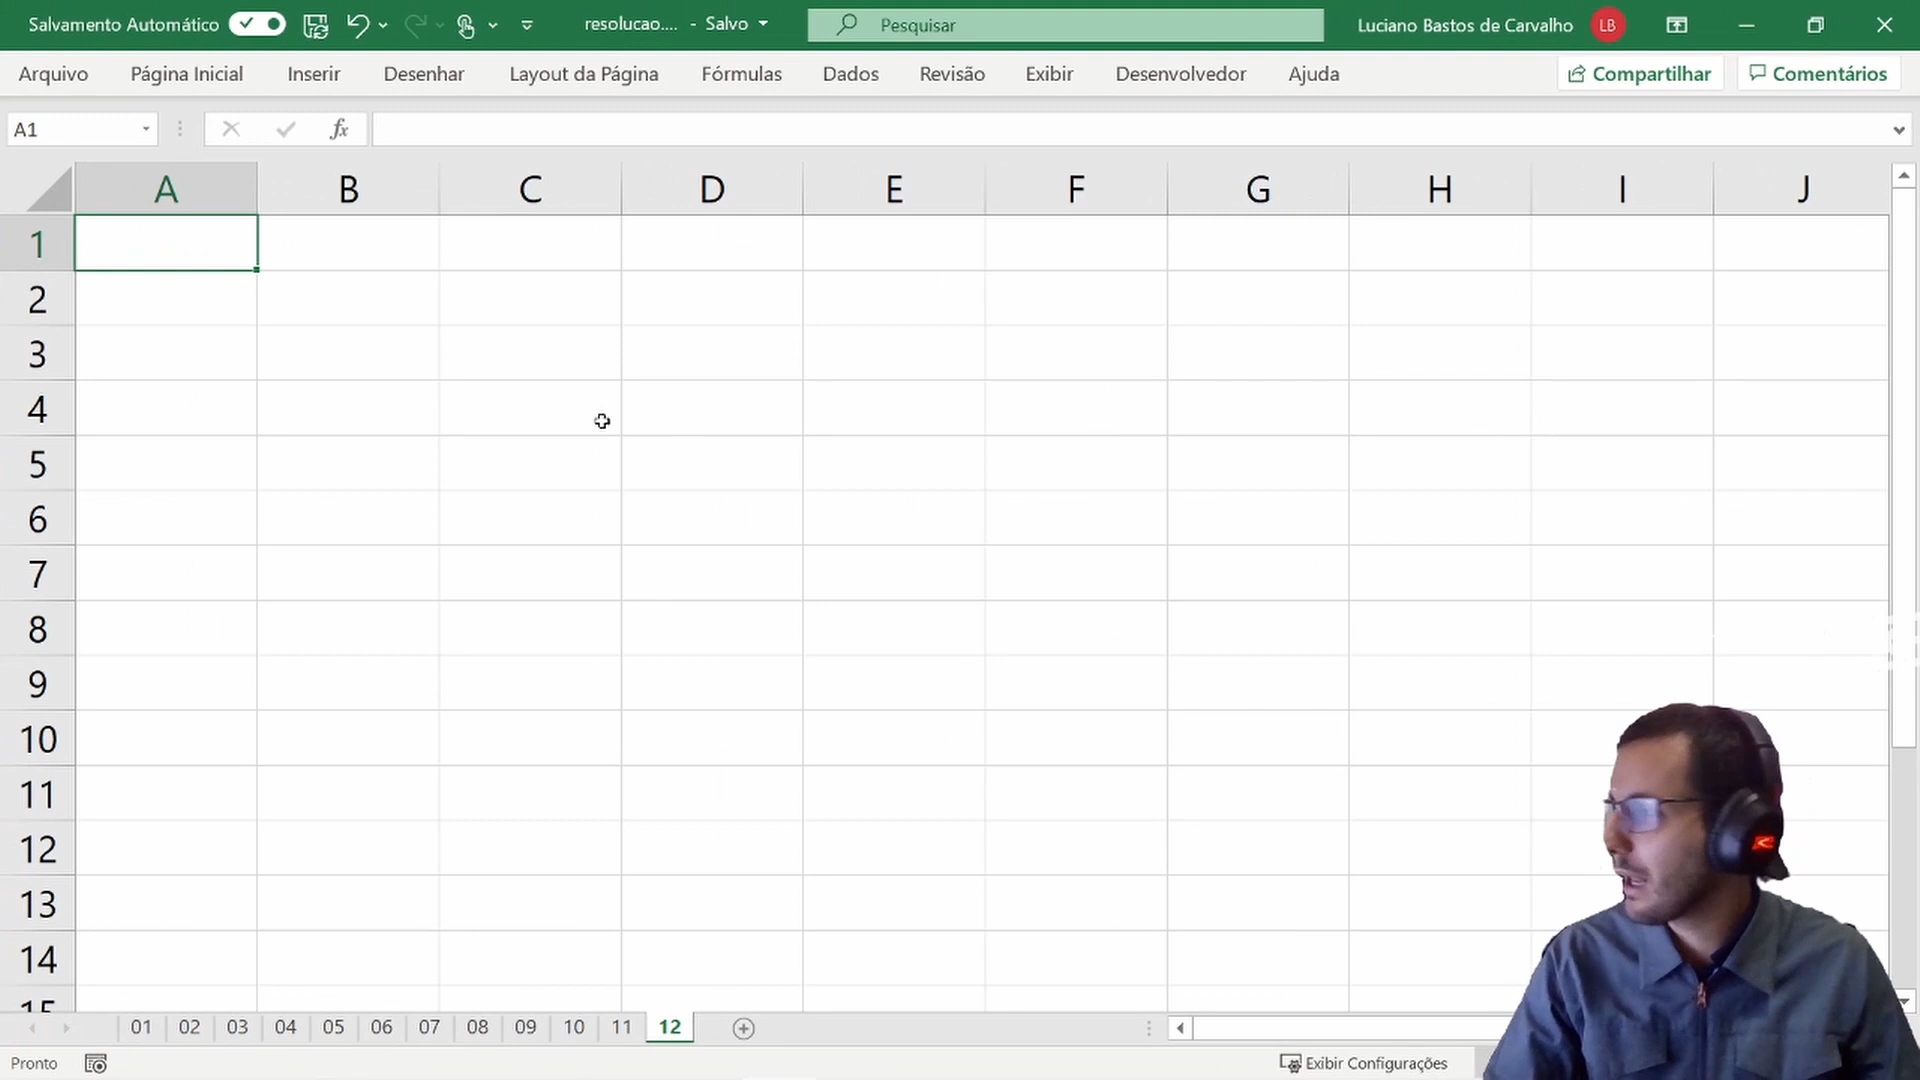 Salvamento Automático
resolucao.... - Salvo
Pesquisar
Luciano Bastos de Carvalho
LB
Arquivo
Página Inicial
Inserir
Desenhar
Layout da Página
Fórmulas
Dados
Revisão
Exibir
Desenvolvedor
Ajuda
Compartilhar
Comentários
A1
fx
A B C D E F G H I J
1
2
3
4
5
6
7
8
9
10
11
12
13
14
15
01 02 03 04 05 06 07 08 09 10 11 12
Pronto
Exibir Configurações